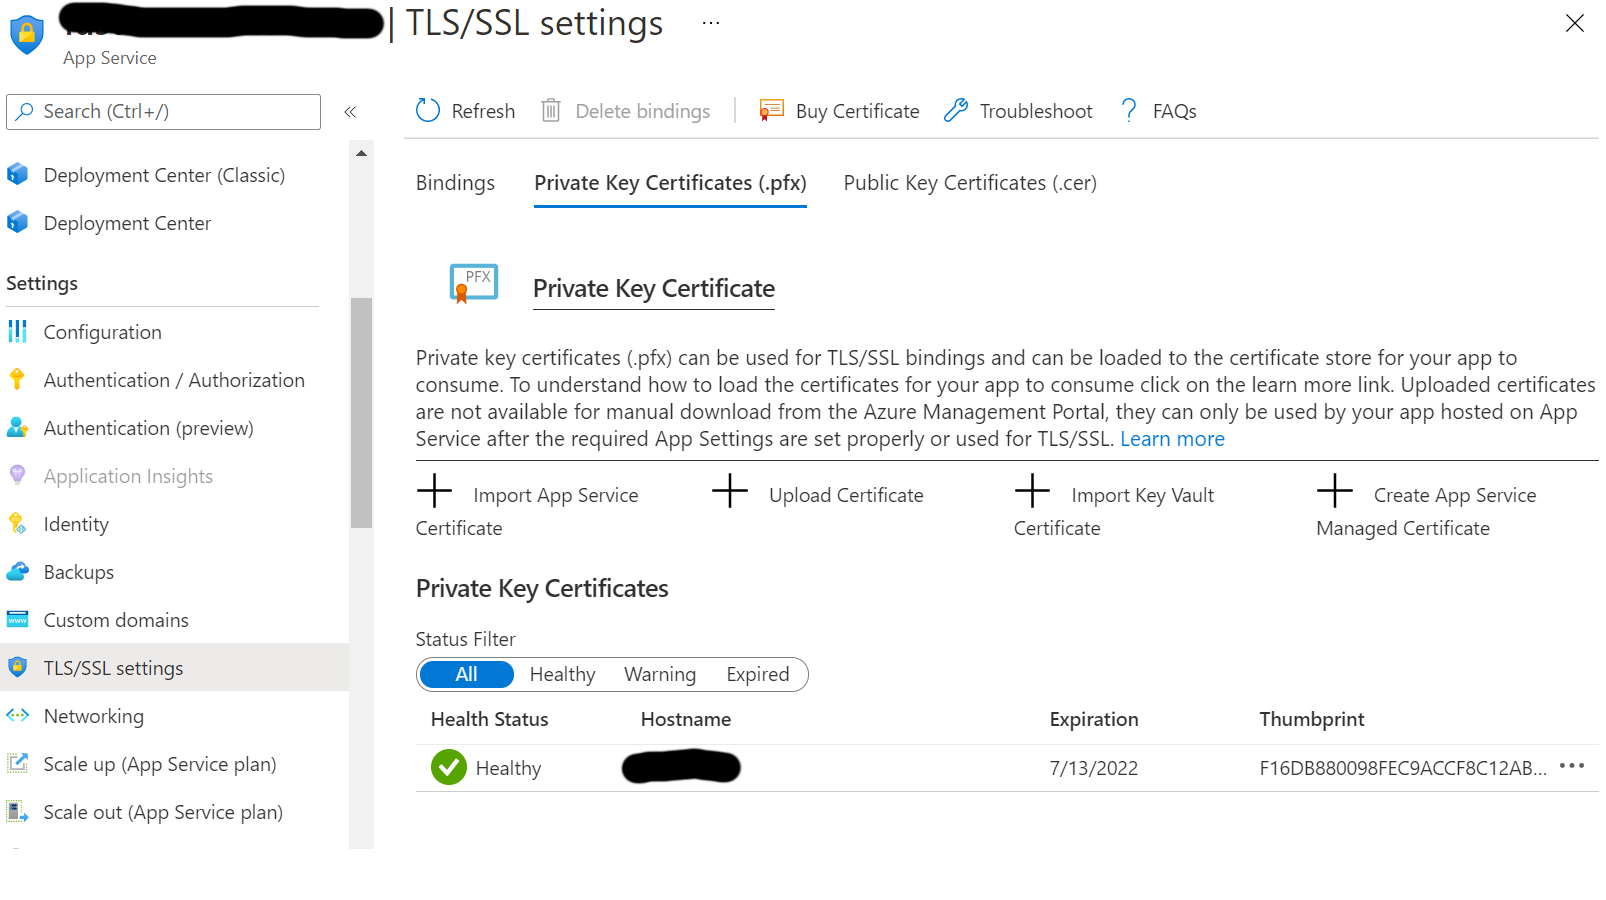 | TLS/SSL settings ...
App Service
Search (Ctrl+/)
«
Refresh
Delete bindings
Buy Certificate
Troubleshoot
? FAQs
Deployment Center (Classic)
Deployment Center
Settings
Configuration
Authentication / Authorization
Authentication (preview)
Application Insights
Identity
Backups
www
Custom domains
TLS/SSL settings
Networking
Scale up (App Service plan)
Scale out (App Service plan)
Bindings
Private Key Certificates (.pfx)
Public Key Certificates (.cer)
PFX
Private Key Certificate
Private key certificates (.pfx) can be used for TLS/SSL bindings and can be loaded to the certificate store for your app to
consume. To understand how to load the certificates for your app to consume click on the learn more link. Uploaded certificates
are not available for manual download from the Azure Management Portal, they can only be used by your app hosted on App
Service after the required App Settings are set properly or used for TLS/SSL. Learn more
Import App Service
Certificate
Upload Certificate
Import Key Vault
Certificate
Create App Service
Managed Certificate
Private Key Certificates
Status Filter
All Healthy Warning Expired
Health Status Hostname Expiration Thumbprint
Healthy 7/13/2022 F16DB880098FEC9ACCF8C12AB... ...